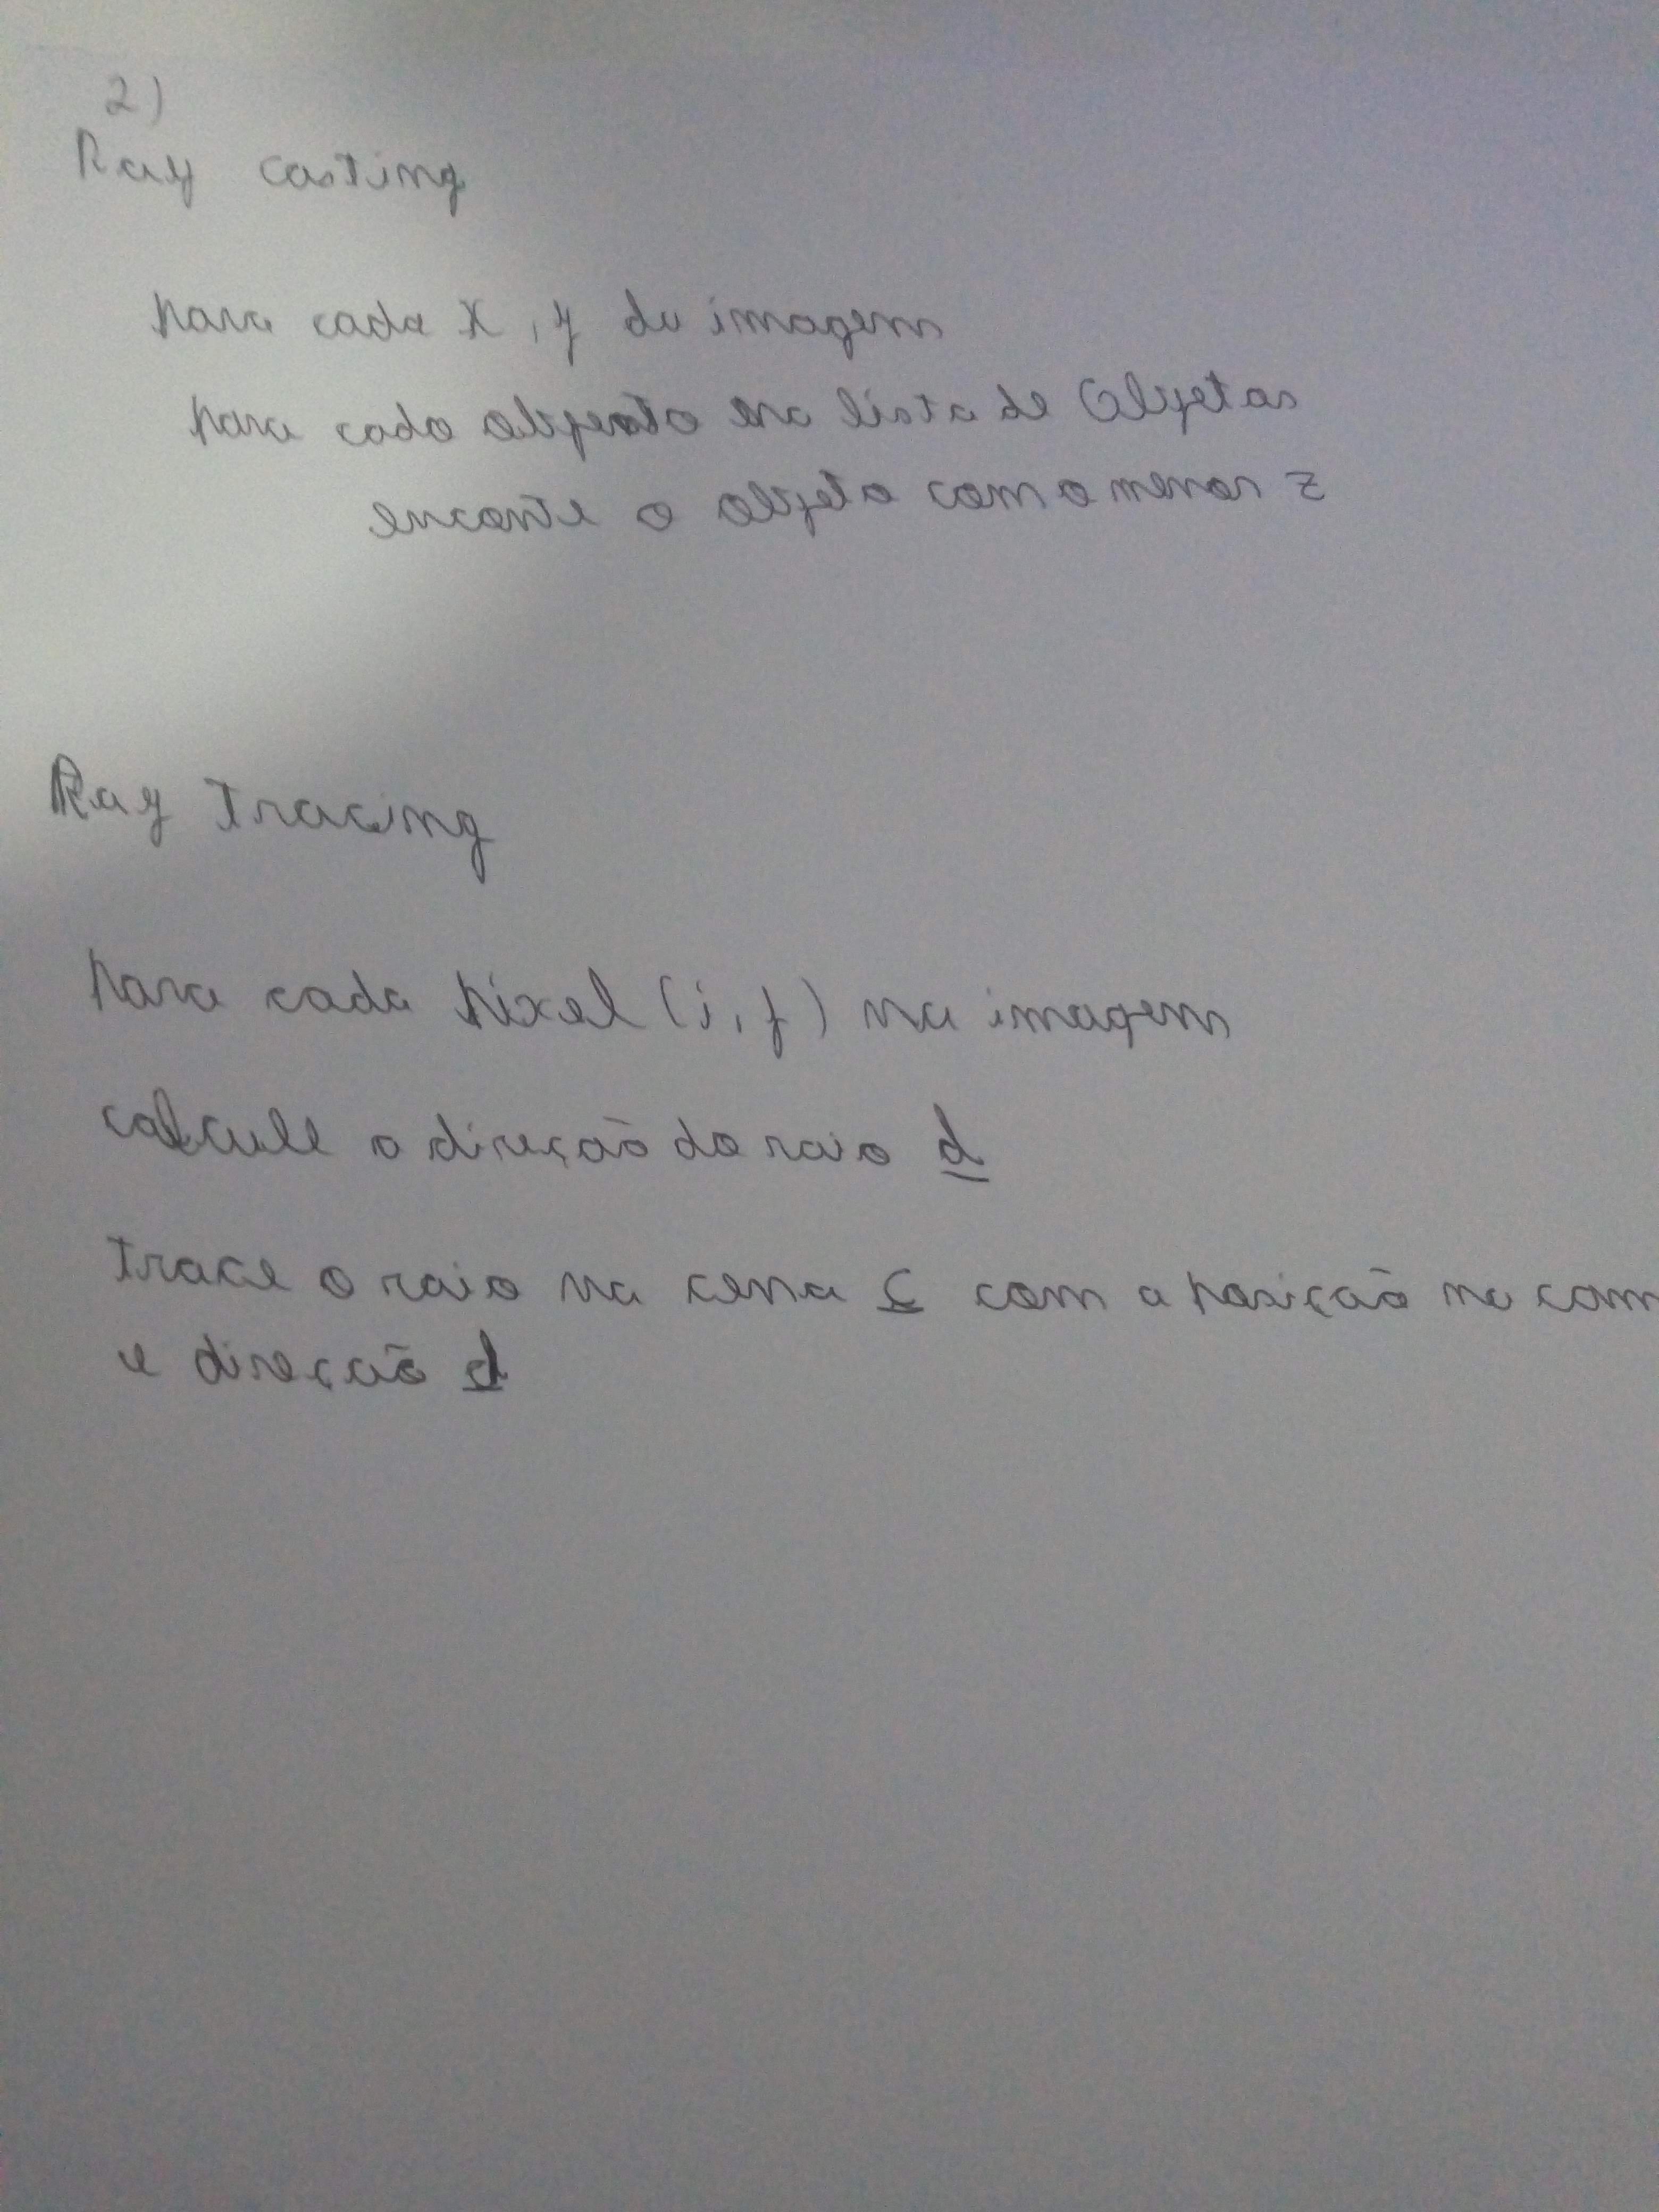 2)
Ray casting
para cada x, y da imagem
para cada objeto na lista de Objetos
encontre o objeto com o menor z
Ray Tracing
para cada pixel (i, j) na imagem
calcule a direção do raio d
Trace o raio na cena S com a posição na cam
e direção d